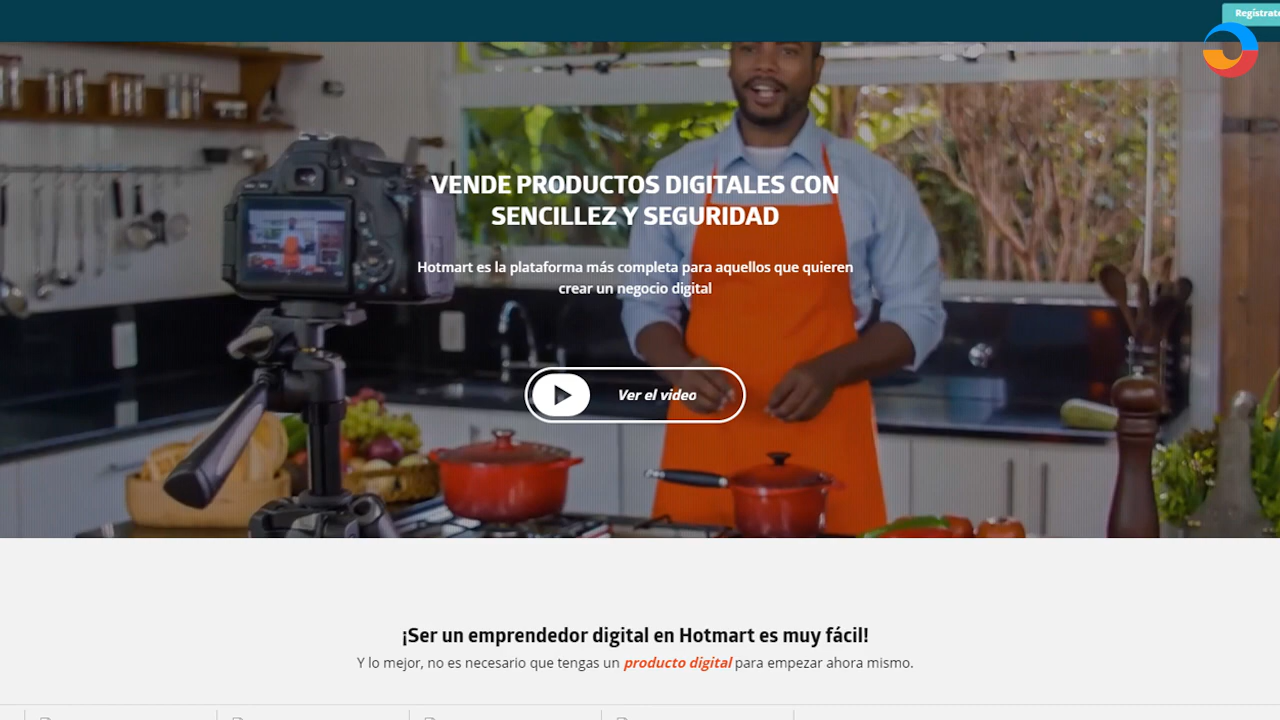 Regístrate
VENDE PRODUCTOS DIGITALES CON
SENCILLEZ Y SEGURIDAD
Hotmart es la plataforma más completa para aquellos que quieren
crear un negocio digital
Ver el video
¡Ser un emprendedor digital en Hotmart es muy fácil!
Y lo mejor, no es necesario que tengas un producto digital para empezar ahora mismo.